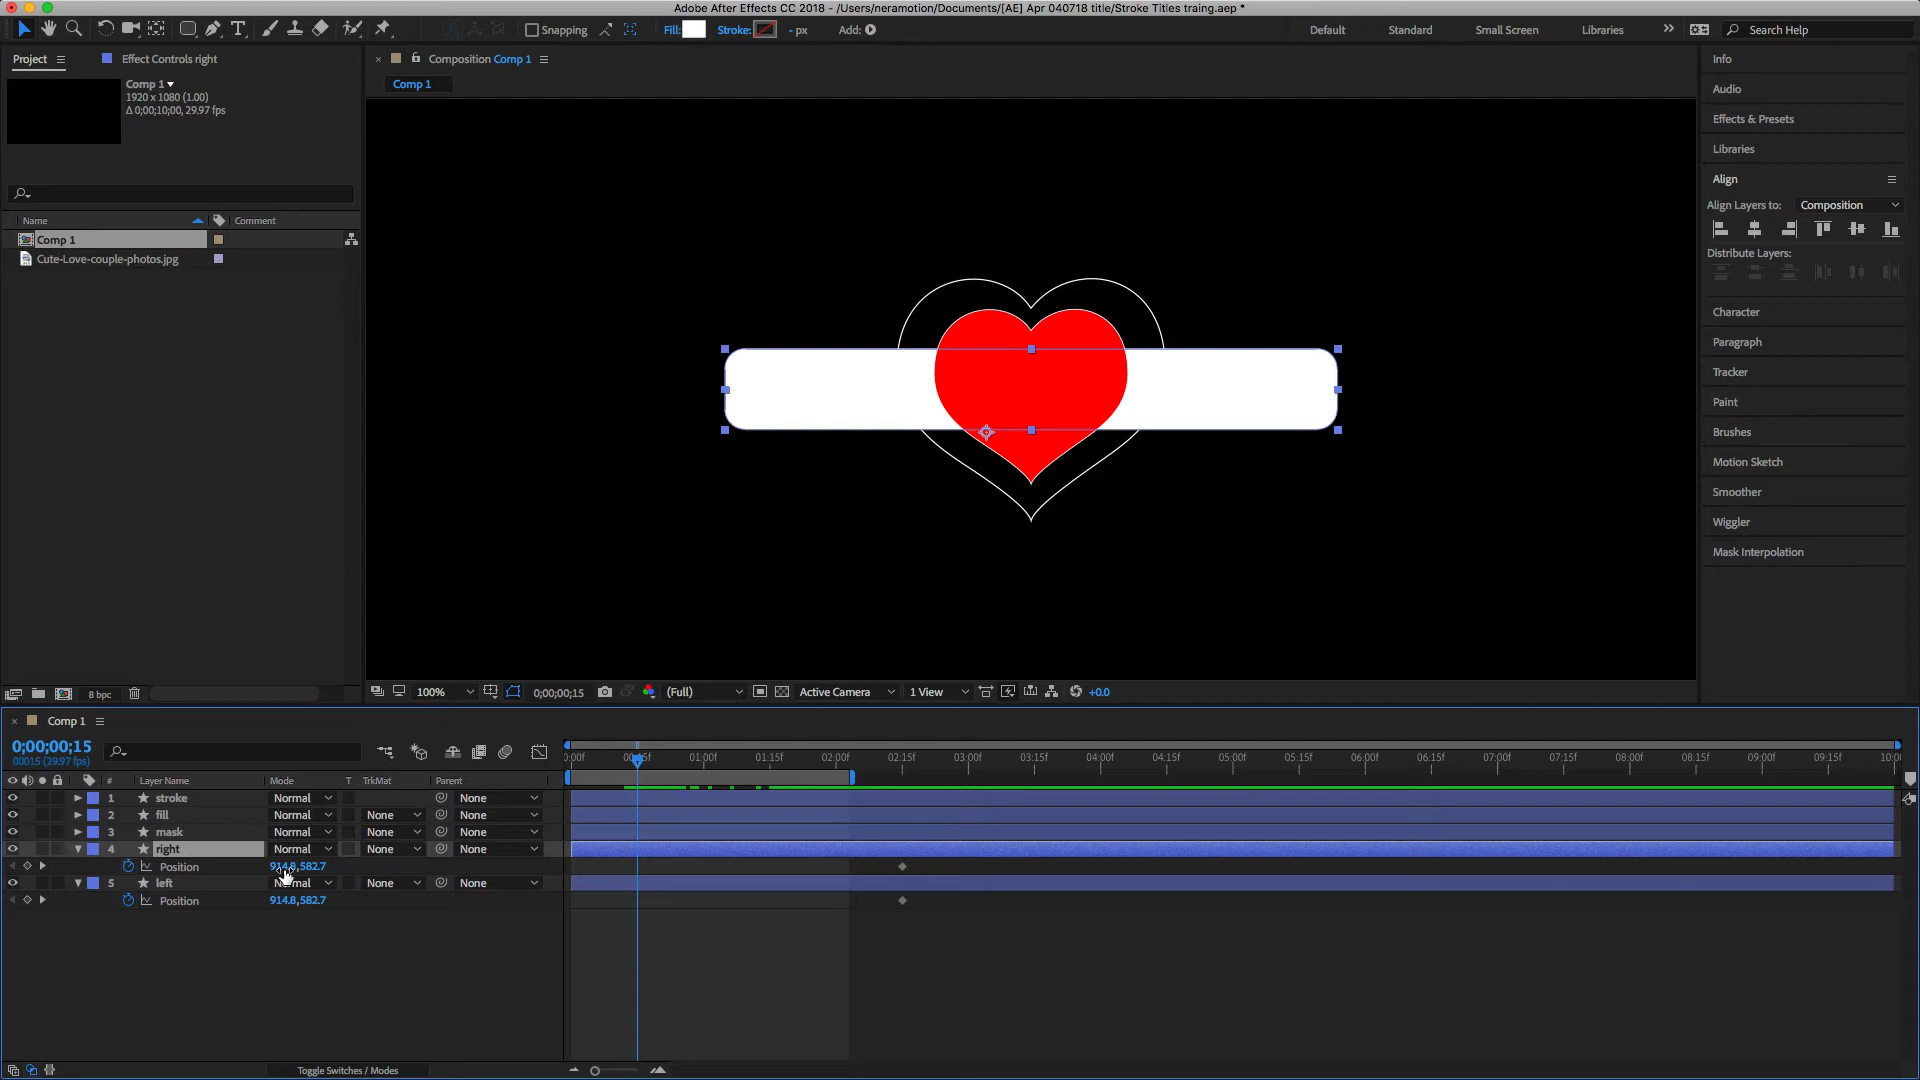 Adobe After Effects CC 2018 - /Users/neramotion/Documents/[AE] Apr 040718 title/Stroke Titles traing.aep *
Snapping
Fill:
Stroke:
- px
Add:
Default
Standard
Small Screen
Libraries
Search Help
Project
Effect Controls right
Composition Comp 1
Comp 1
Comp 1
1920 x 1080 (1.00)
Δ 0;00;10;00, 29.97 fps
Name
Comment
Comp 1
Cute-Love-couple-photos.jpg
8 bpc
100%
0;00;00;15
(Full)
Active Camera
1 View
+0.0
Info
Audio
Effects & Presets
Libraries
Align
Align Layers to:
Composition
Distribute Layers:
Character
Paragraph
Tracker
Paint
Brushes
Motion Sketch
Smoother
Wiggler
Mask Interpolation
Comp 1
0;00;00;15
00015 (29.97 fps)
01:00f
01:15f
02:00f
02:15f
03:00f
03:15f
04:00f
04:15f
05:00f
05:15f
06:00f
06:15f
07:00f
07:15f
08:00f
08:15f
09:00f
09:15f
# Layer Name Mode T TrkMat Parent
1 stroke Normal None
2 fill Normal None None
3 mask Normal None None
4 right Normal None None
Position 914.8,582.7
5 left Normal None None
Position 914.8,582.7
Toggle Switches / Modes